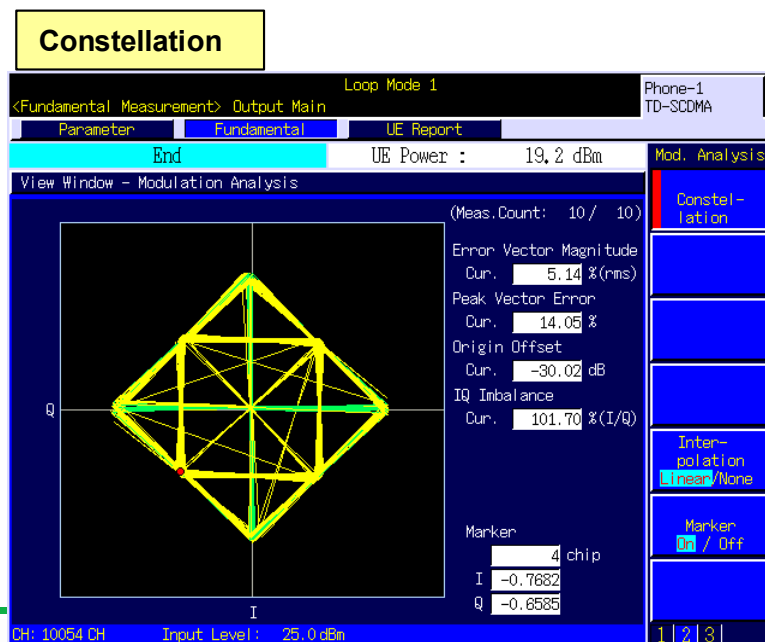 Constellation
Loop Mode 1
Phone-1
<Fundamental Measurement> Output Main
TD-SCDMA
Parameter Fundamental UE Report
End UE Power : 19.2 dBm Mod. Analysis
View Window - Modulation Analysis
(Meas.Count: 10/ 10)
Constel-
lation
Error Vector Magnitude
Cur. 5.14 %(rms)
Peak Vector Error
Cur. 14.05 %
Origin Offset
Cur. -30.02 dB
IQ Imbalance
Cur. 101.70 %(I/Q)
Q
Inter-
polation
Linear/None
Marker
4 chip
I -0.7682
Q -0.6585
Marker
On / Off
I
CH: 10054 CH Input Level: 25.0 dBm
1 2 3